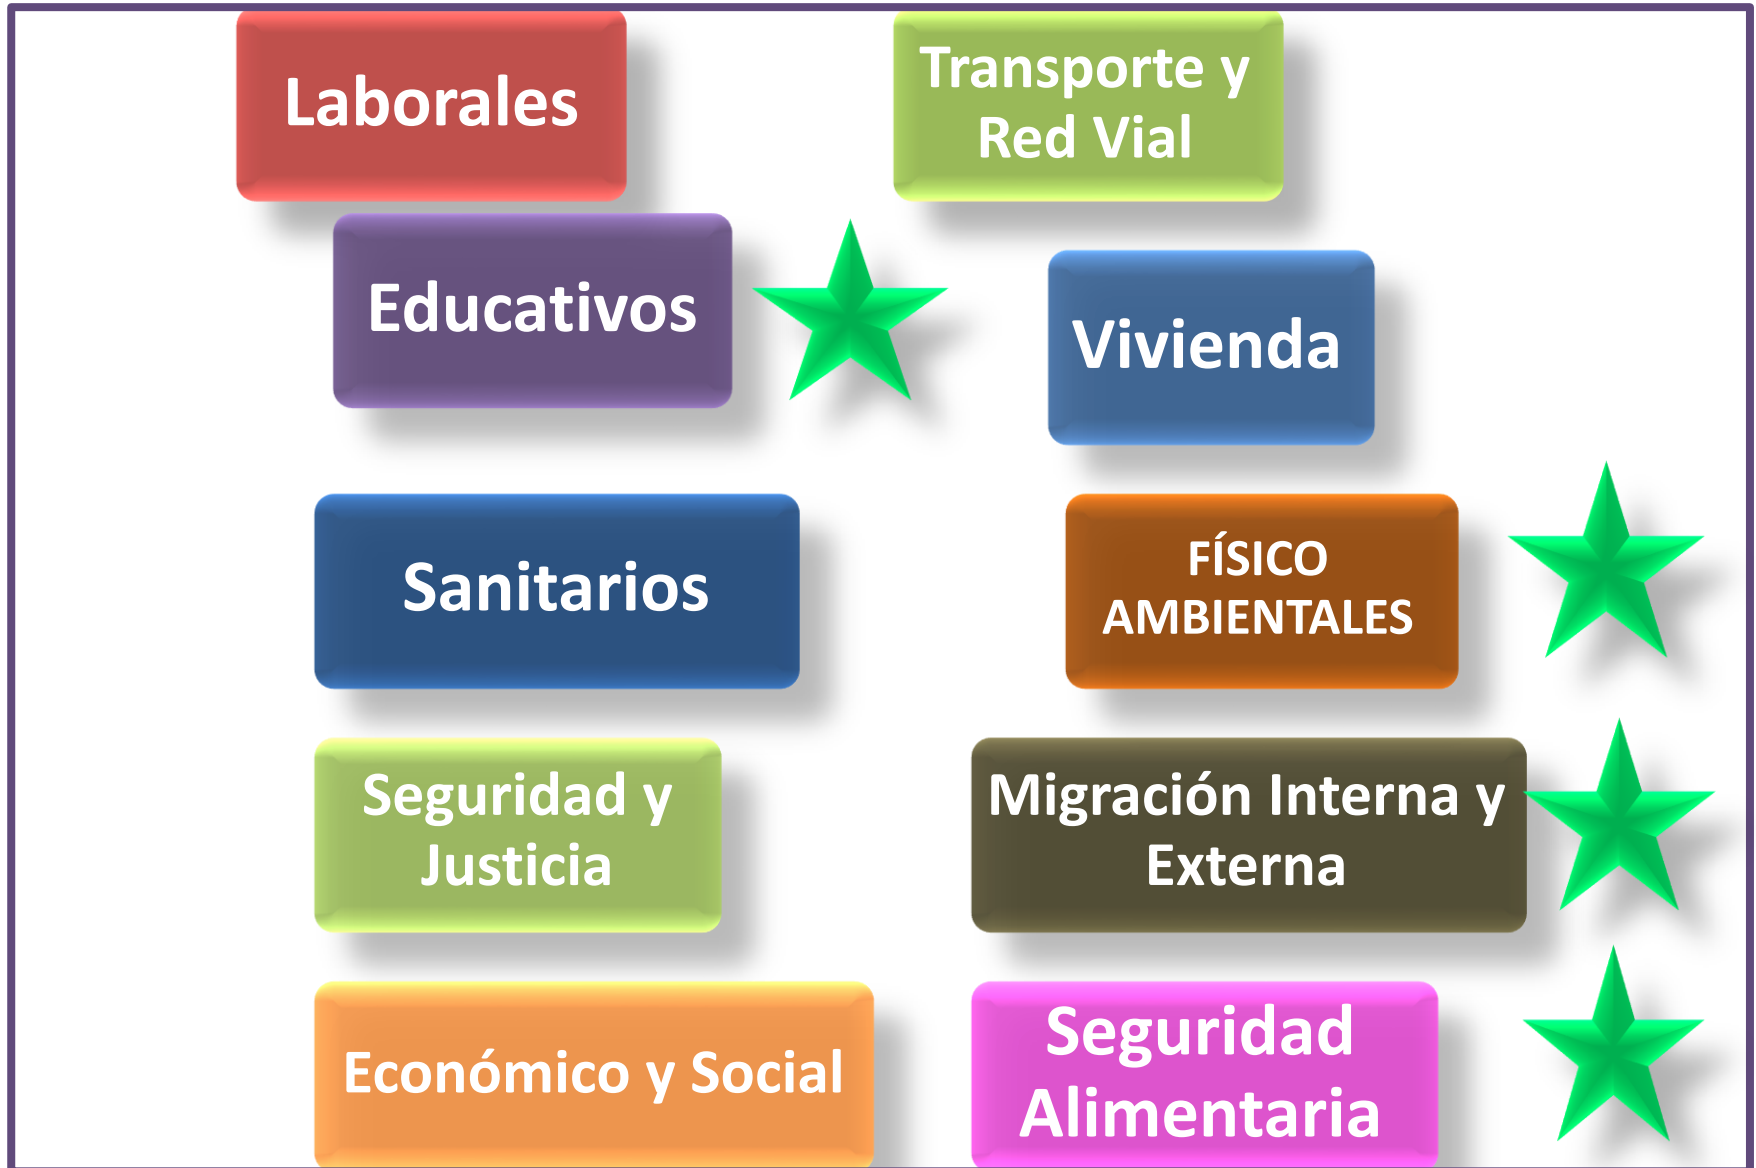 Laborales
Transporte y
Red Vial
Educativos
Vivienda
Sanitarios
FÍSICO
AMBIENTALES
Seguridad y
Justicia
Migración Interna y
Externa
Económico y Social
Seguridad
Alimentaria